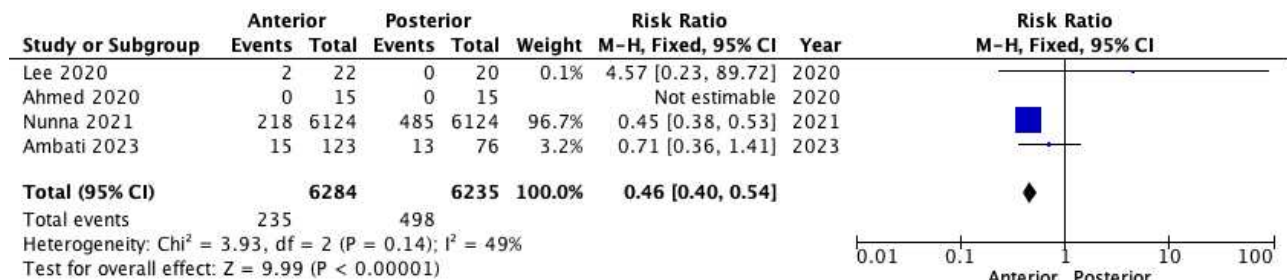 Anterior Posterior Risk Ratio Risk Ratio
Study or Subgroup Events Total Events Total Weight M-H, Fixed, 95% CI Year M-H, Fixed, 95% CI
Lee 2020 2 22 0 20 0.1% 4.57 [0.23, 89.72] 2020
Ahmed 2020 0 15 0 15 Not estimable 2020
Nunna 2021 218 6124 485 6124 96.7% 0.45 [0.38, 0.53] 2021
Ambati 2023 15 123 13 76 3.2% 0.71 [0.36, 1.41] 2023
Total (95% CI) 6284 6235 100.0% 0.46 [0.40, 0.54]
Total events 235 498
Heterogeneity: Chi² = 3.93, df = 2 (P = 0.14); I² = 49%
Test for overall effect: Z = 9.99 (P < 0.00001)
0.01 0.1 1 10 100
Anterior Posterior